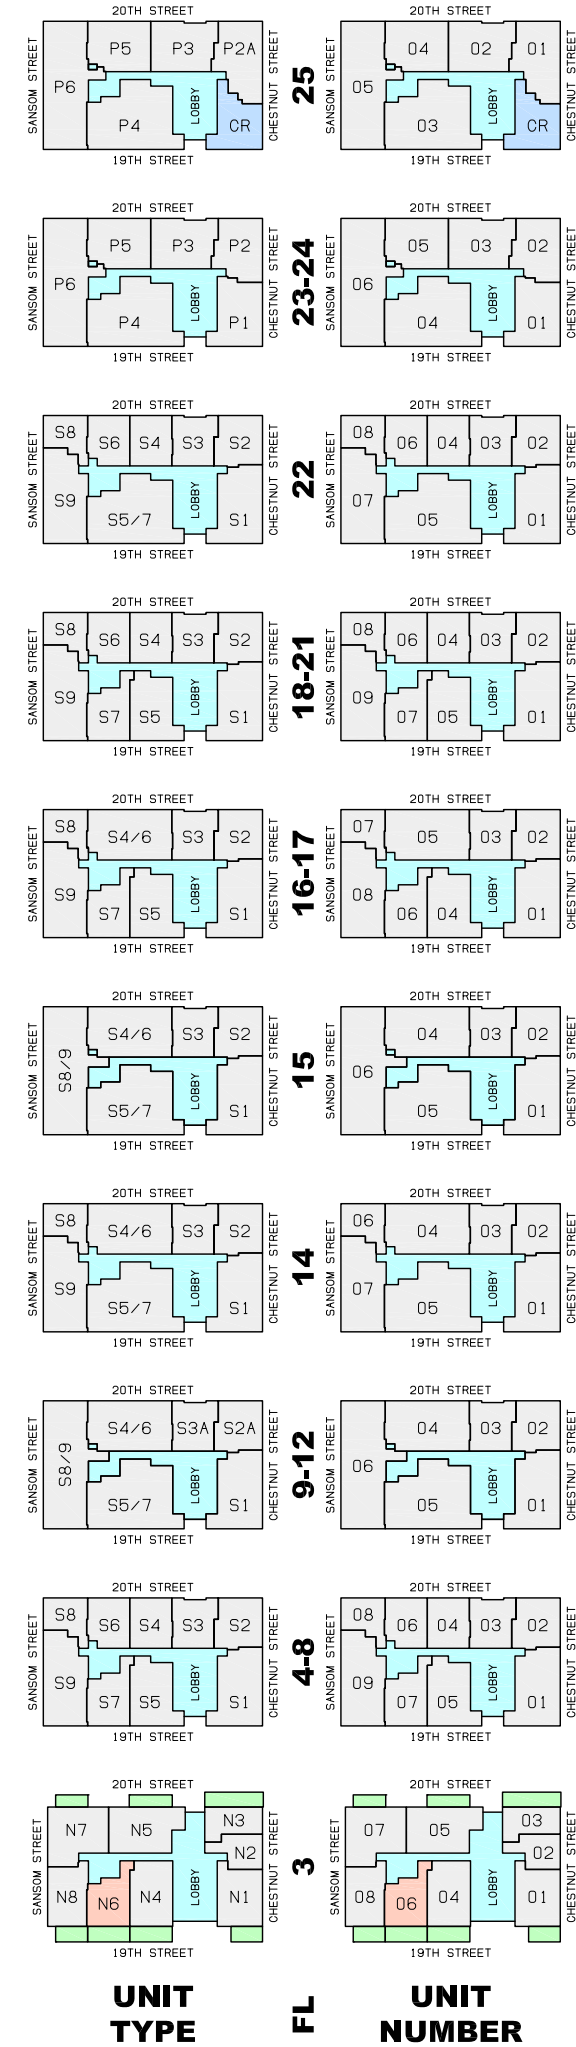 20TH STREET 20TH STREET
SANSOM STREET P6 P5 P3 P2A P4 LOBBY CR CHESTNUT STREET 25 SANSOM STREET 05 04 02 01 03 LOBBY CR CHESTNUT STREET
19TH STREET 19TH STREET
20TH STREET 20TH STREET
SANSOM STREET P6 P5 P3 P2 P4 LOBBY P1 CHESTNUT STREET 23-24 SANSOM STREET 06 05 03 02 04 LOBBY 01 CHESTNUT STREET
19TH STREET 19TH STREET
20TH STREET 20TH STREET
SANSOM STREET S8 S6 S4 S3 S2 S9 S5/7 LOBBY S1 CHESTNUT STREET 22 SANSOM STREET 08 06 04 03 02 07 05 LOBBY 01 CHESTNUT STREET
19TH STREET 19TH STREET
20TH STREET 20TH STREET
SANSOM STREET S8 S6 S4 S3 S2 S9 S7 S5 LOBBY S1 CHESTNUT STREET 18-21 SANSOM STREET 08 06 04 03 02 09 07 05 LOBBY 01 CHESTNUT STREET
19TH STREET 19TH STREET
20TH STREET 20TH STREET
SANSOM STREET S8 S4/6 S3 S2 S9 S7 S5 LOBBY S1 CHESTNUT STREET 16-17 SANSOM STREET 07 05 03 02 08 06 04 LOBBY 01 CHESTNUT STREET
19TH STREET 19TH STREET
20TH STREET 20TH STREET
SANSOM STREET S8/9 S4/6 S3 S2 S5/7 LOBBY S1 CHESTNUT STREET 15 SANSOM STREET 06 04 03 02 05 LOBBY 01 CHESTNUT STREET
19TH STREET 19TH STREET
20TH STREET 20TH STREET
SANSOM STREET S8 S4/6 S3 S2 S9 S5/7 LOBBY S1 CHESTNUT STREET 14 SANSOM STREET 06 04 03 02 07 05 LOBBY 01 CHESTNUT STREET
19TH STREET 19TH STREET
20TH STREET 20TH STREET
SANSOM STREET S8/9 S4/6 S3A S2A S5/7 LOBBY S1 CHESTNUT STREET 9-12 SANSOM STREET 06 04 03 02 05 LOBBY 01 CHESTNUT STREET
19TH STREET 19TH STREET
20TH STREET 20TH STREET
SANSOM STREET S8 S6 S4 S3 S2 S9 S7 S5 LOBBY S1 CHESTNUT STREET 4-8 SANSOM STREET 08 06 04 03 02 09 07 05 LOBBY 01 CHESTNUT STREET
19TH STREET 19TH STREET
20TH STREET 20TH STREET
SANSOM STREET N7 N5 N3 N2 N8 N6 N4 LOBBY N1 CHESTNUT STREET 3 SANSOM STREET 07 05 03 02 08 06 04 LOBBY 01 CHESTNUT STREET
19TH STREET 19TH STREET
UNIT TYPE FL UNIT NUMBER